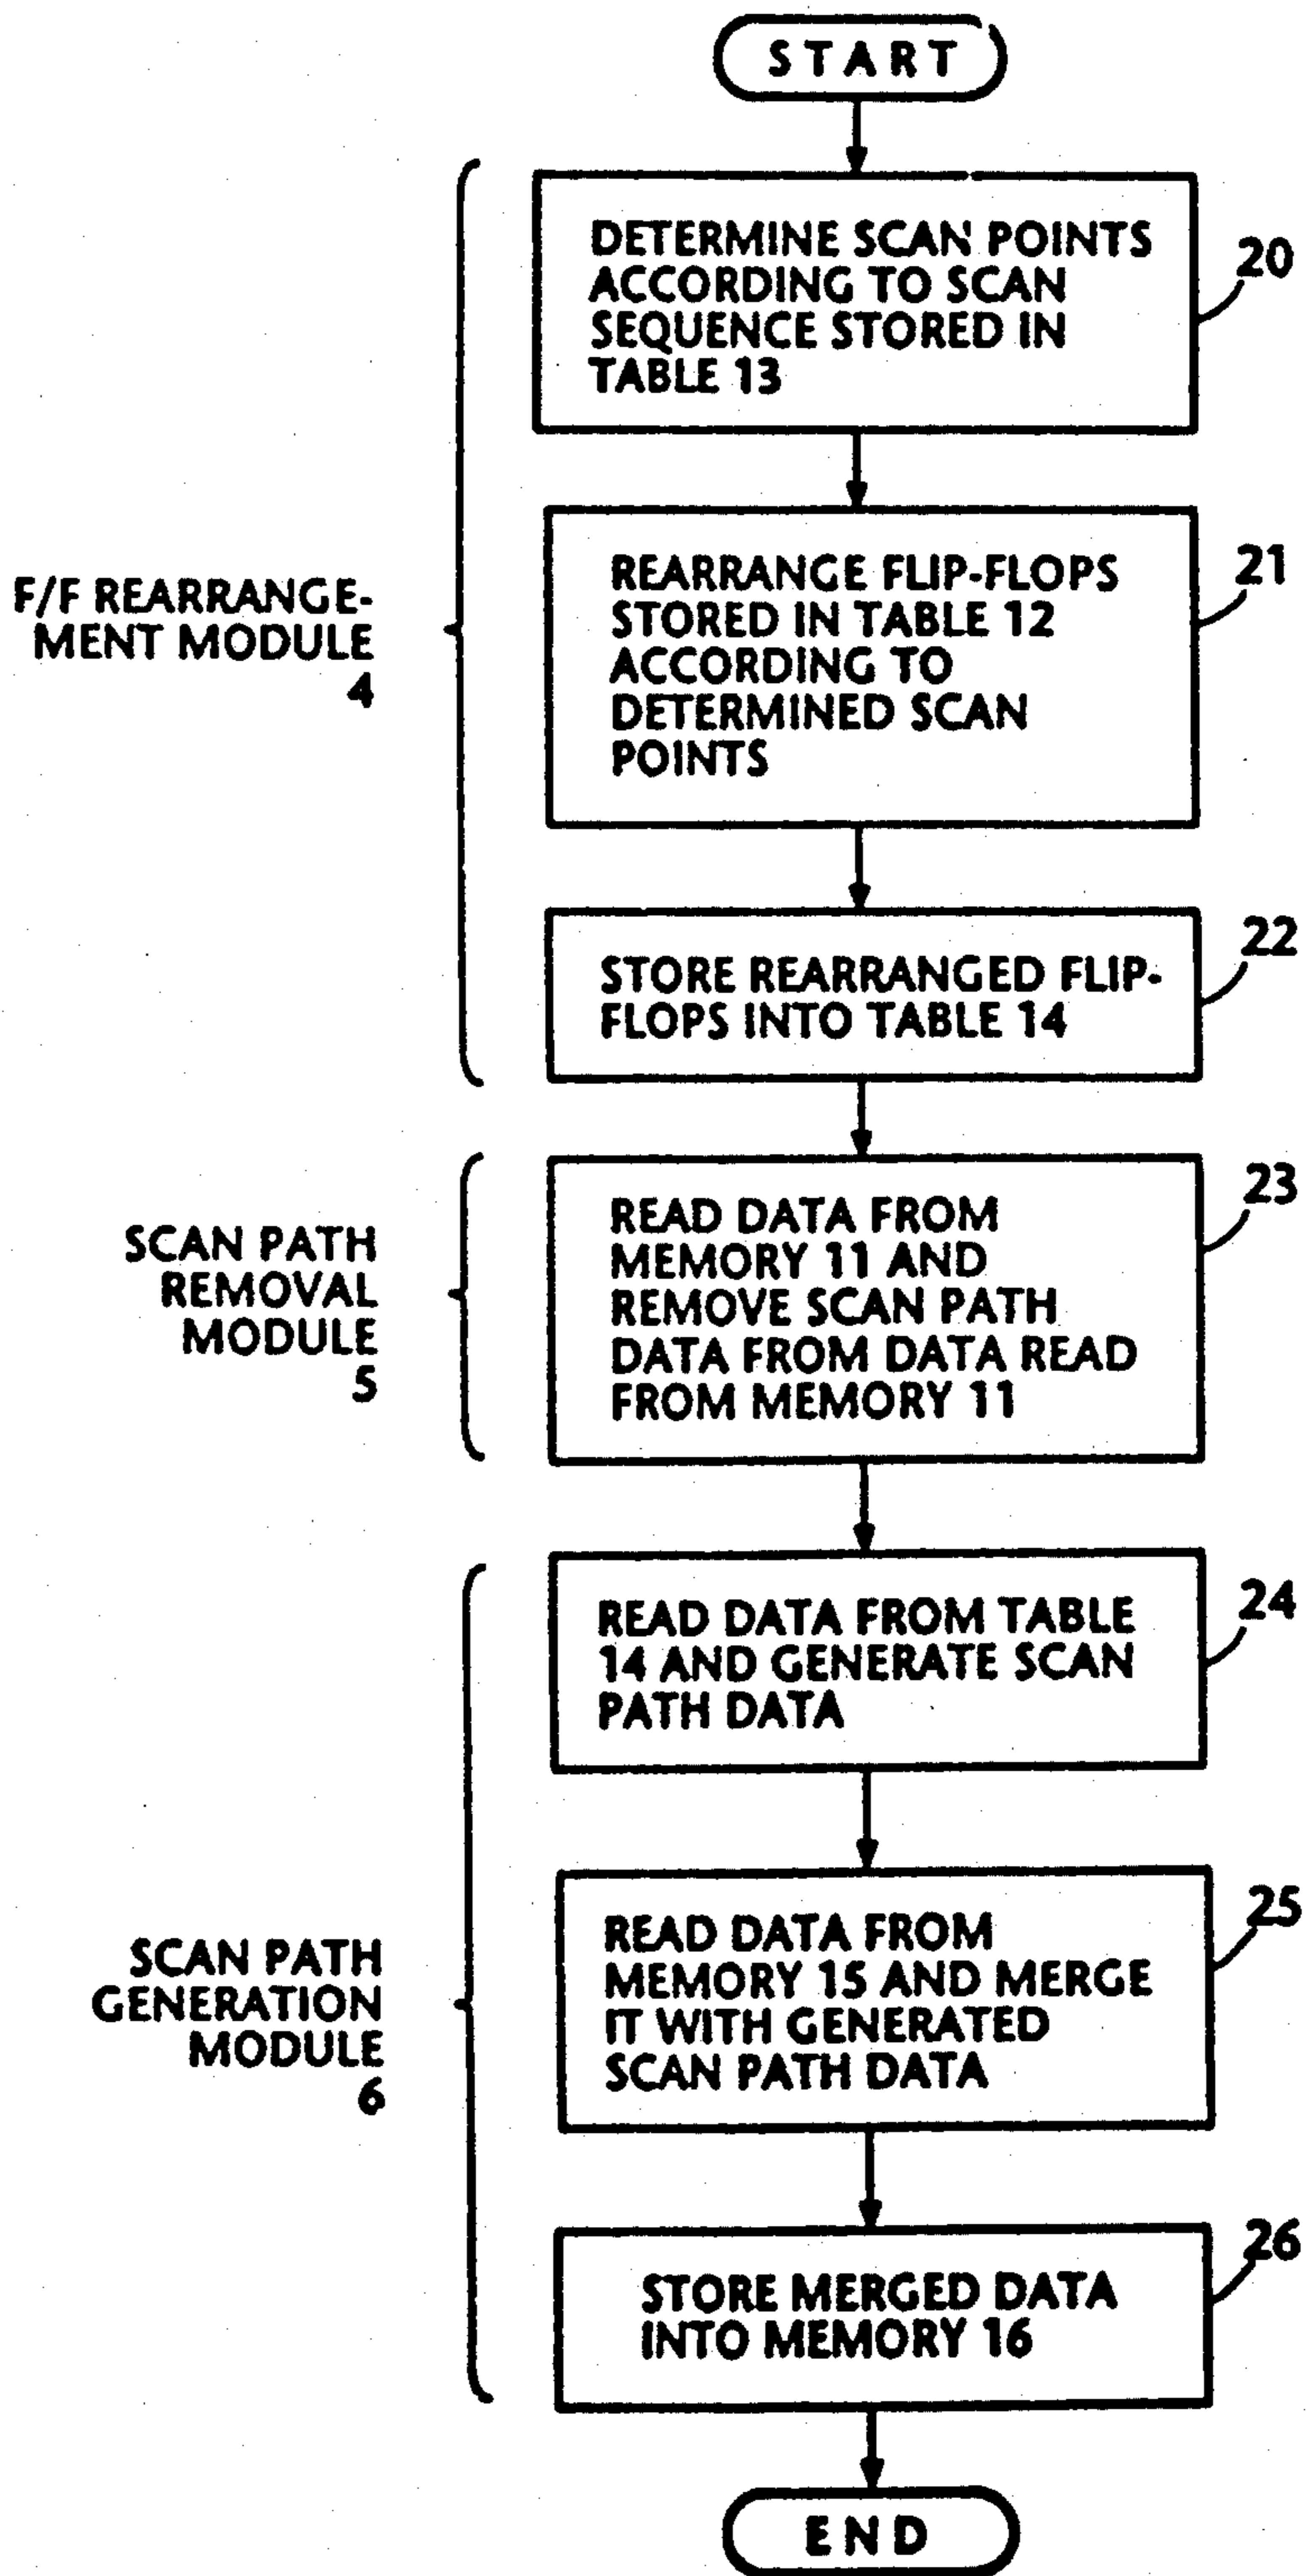 START
DETERMINE SCAN POINTS
ACCORDING TO SCAN
SEQUENCE STORED IN
TABLE 13
20
F/F REARRANGE-
MENT MODULE
4
REARRANGE FLIP-FLOPS
STORED IN TABLE 12
ACCORDING TO
DETERMINED SCAN
POINTS
21
STORE REARRANGED FLIP-
FLOPS INTO TABLE 14
22
SCAN PATH
REMOVAL
MODULE
5
READ DATA FROM
MEMORY 11 AND
REMOVE SCAN PATH
DATA FROM DATA READ
FROM MEMORY 11
23
READ DATA FROM TABLE
14 AND GENERATE SCAN
PATH DATA
24
SCAN PATH
GENERATION
MODULE
6
READ DATA FROM
MEMORY 15 AND MERGE
IT WITH GENERATED
SCAN PATH DATA
25
STORE MERGED DATA
INTO MEMORY 16
26
END